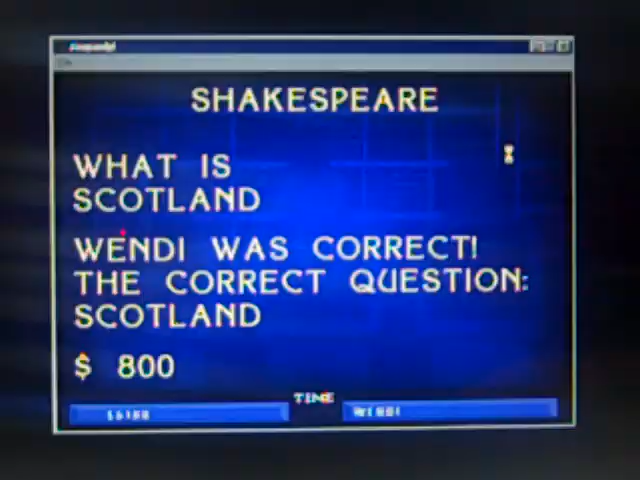 SHAKESPEARE
WHAT IS
SCOTLAND
WENDI WAS CORRECT!
THE CORRECT QUESTION:
SCOTLAND
$ 800
TIME
WENDI